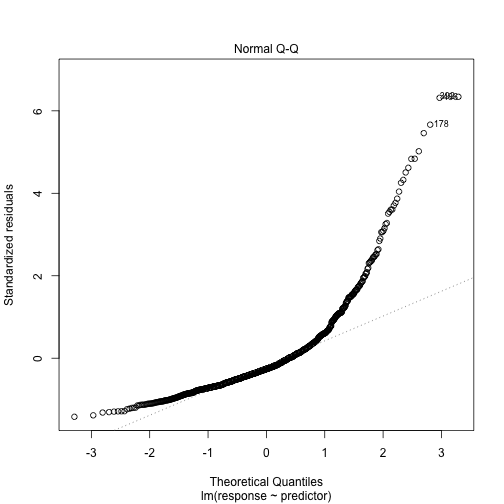 Normal Q-Q
178
6
4
2
0
Standardized residuals
-3 -2 -1 0 1 2 3
Theoretical Quantiles
lm(response ~ predictor)